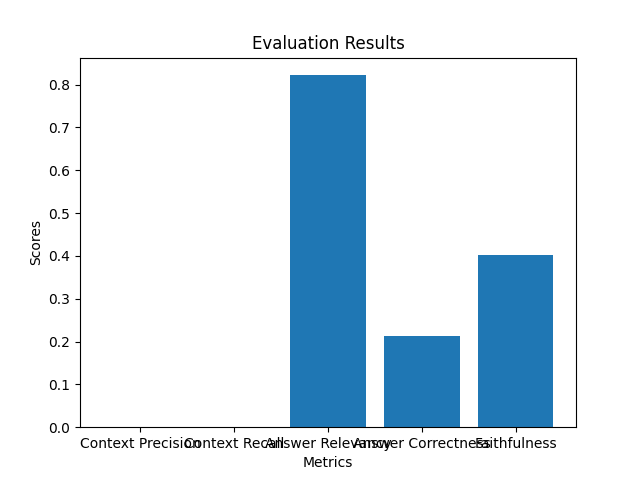 Evaluation Results
Scores
0.8
0.7
0.6
0.5
0.4
0.3
0.2
0.1
0.0
Context Precision Context Recall Answer Relevancy Answer Correctness Faithfulness
Metrics